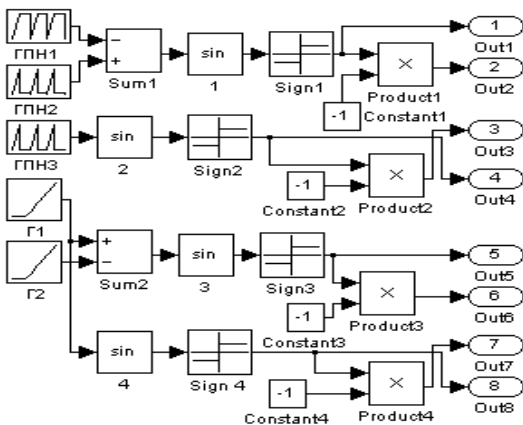 ГПН1
−
+
Sum1
sin
1
Sign1
1
Out1
×
Product1
-1
Constant1
2
Out2
ГПН2
ГПН3
sin
2
Sign2
3
Out3
-1
Constant2
×
Product2
4
Out4
Г1
Г2
+
−
Sum2
sin
3
Sign3
5
Out5
-1
Constant3
×
Product3
6
Out6
sin
4
Sign 4
7
Out7
-1
Constant4
×
Product4
8
Out8